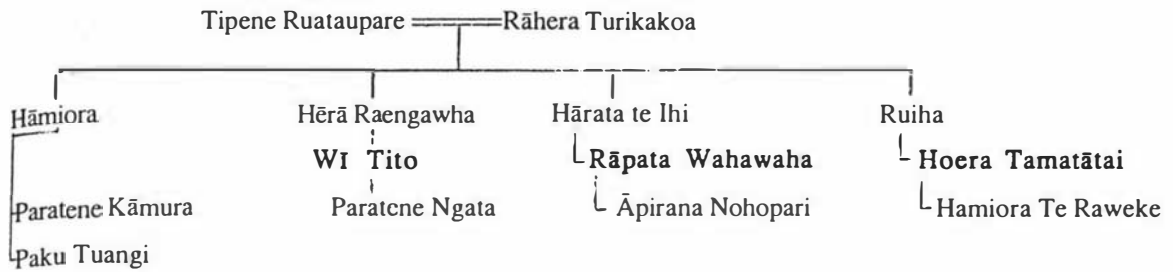 Tipene Ruataupare Rāhera Turikakoa
Hāmiora Hērā Raengawha Hārata te Ihi Ruiha
WI Tito Rāpata Wahawaha Hoera Tamatātai
Paratene Kāmura Paratene Ngata Āpirana Nohopari Hamiora Te Raweke
Paku Tuangi